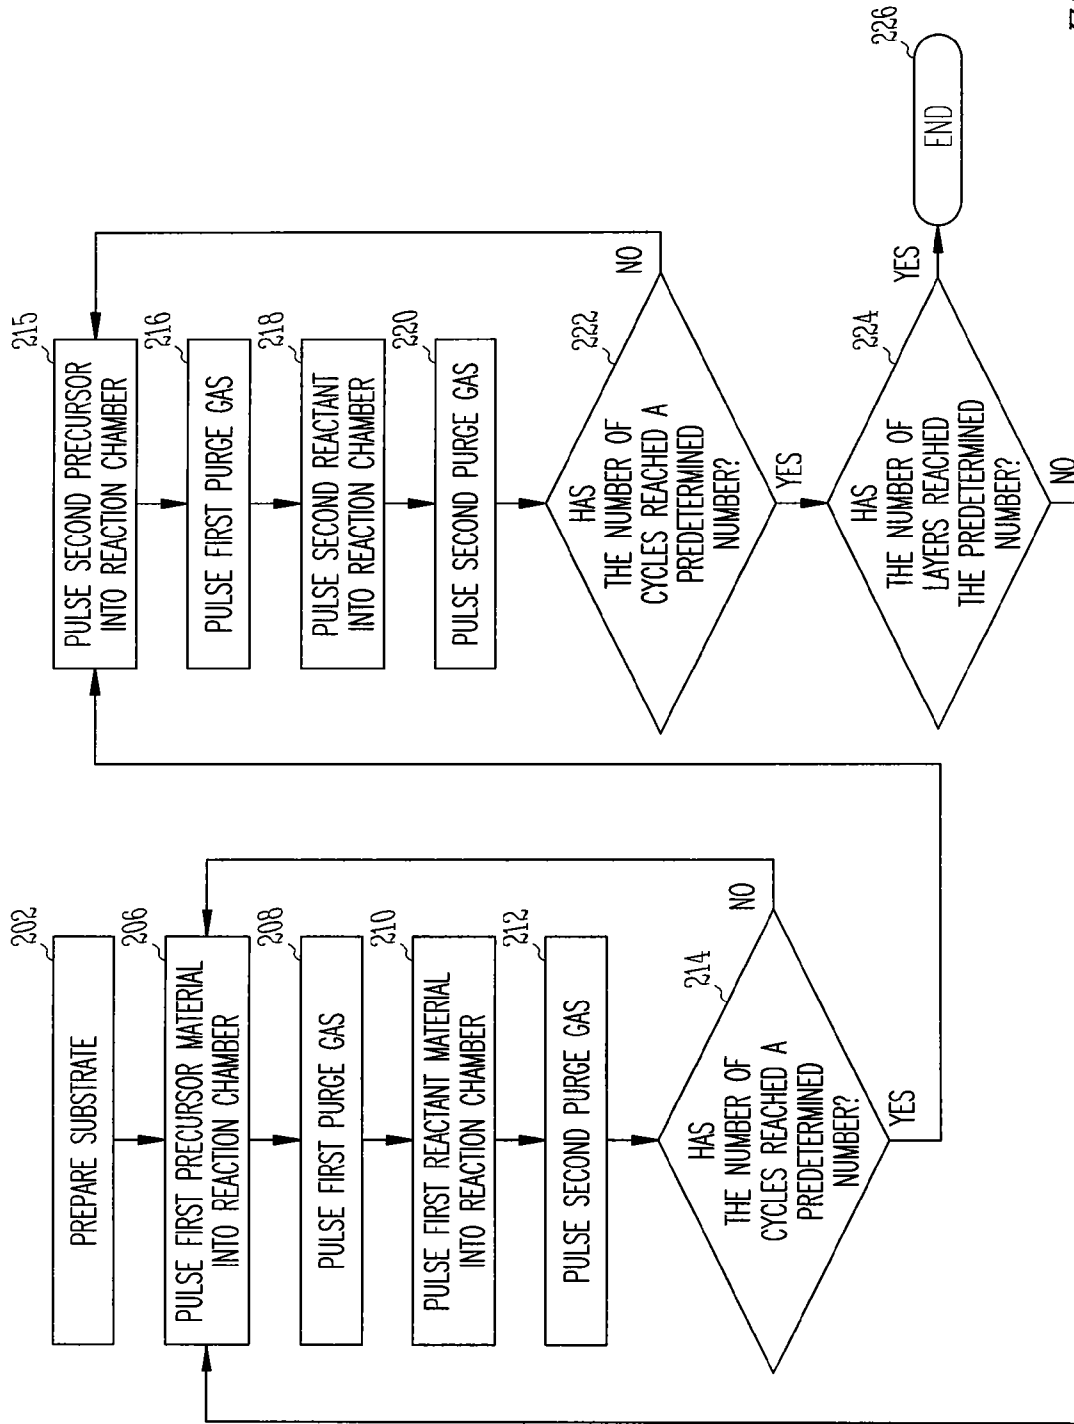 202
PREPARE SUBSTRATE
206
PULSE FIRST PRECURSOR MATERIAL
INTO REACTION CHAMBER
208
PULSE FIRST PURGE GAS
210
PULSE FIRST REACTANT MATERIAL
INTO REACTION CHAMBER
212
PULSE SECOND PURGE GAS
214
HAS
THE NUMBER OF
CYCLES REACHED A
PREDETERMINED
NUMBER?
NO
YES
215
PULSE SECOND PRECURSOR
INTO REACTION CHAMBER
216
PULSE FIRST PURGE GAS
218
PULSE SECOND REACTANT
INTO REACTION CHAMBER
220
PULSE SECOND PURGE GAS
222
HAS
THE NUMBER OF
CYCLES REACHED A
PREDETERMINED
NUMBER?
NO
YES
224
HAS
THE NUMBER OF
LAYERS REACHED
THE PREDETERMINED
NUMBER?
YES
NO
226
END